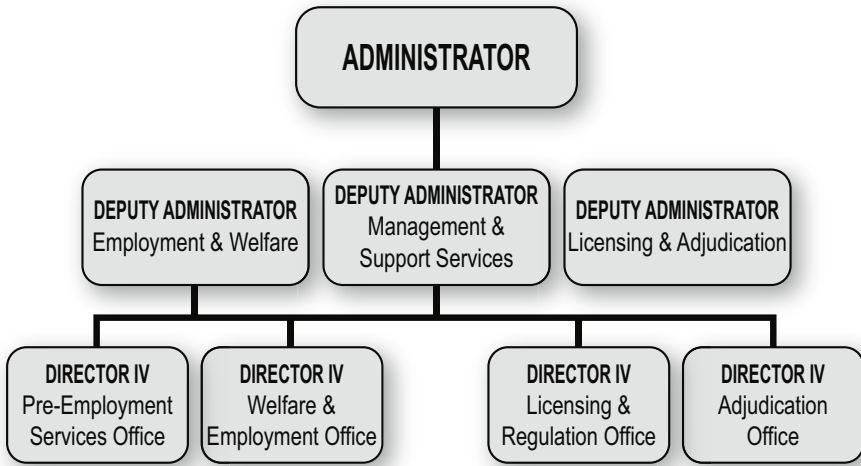 ADMINISTRATOR
DEPUTY ADMINISTRATOR
Employment & Welfare
DEPUTY ADMINISTRATOR
Management &
Support Services
DEPUTY ADMINISTRATOR
Licensing & Adjudication
DIRECTOR IV
Pre-Employment
Services Office
DIRECTOR IV
Welfare &
Employment Office
DIRECTOR IV
Licensing &
Regulation Office
DIRECTOR IV
Adjudication
Office